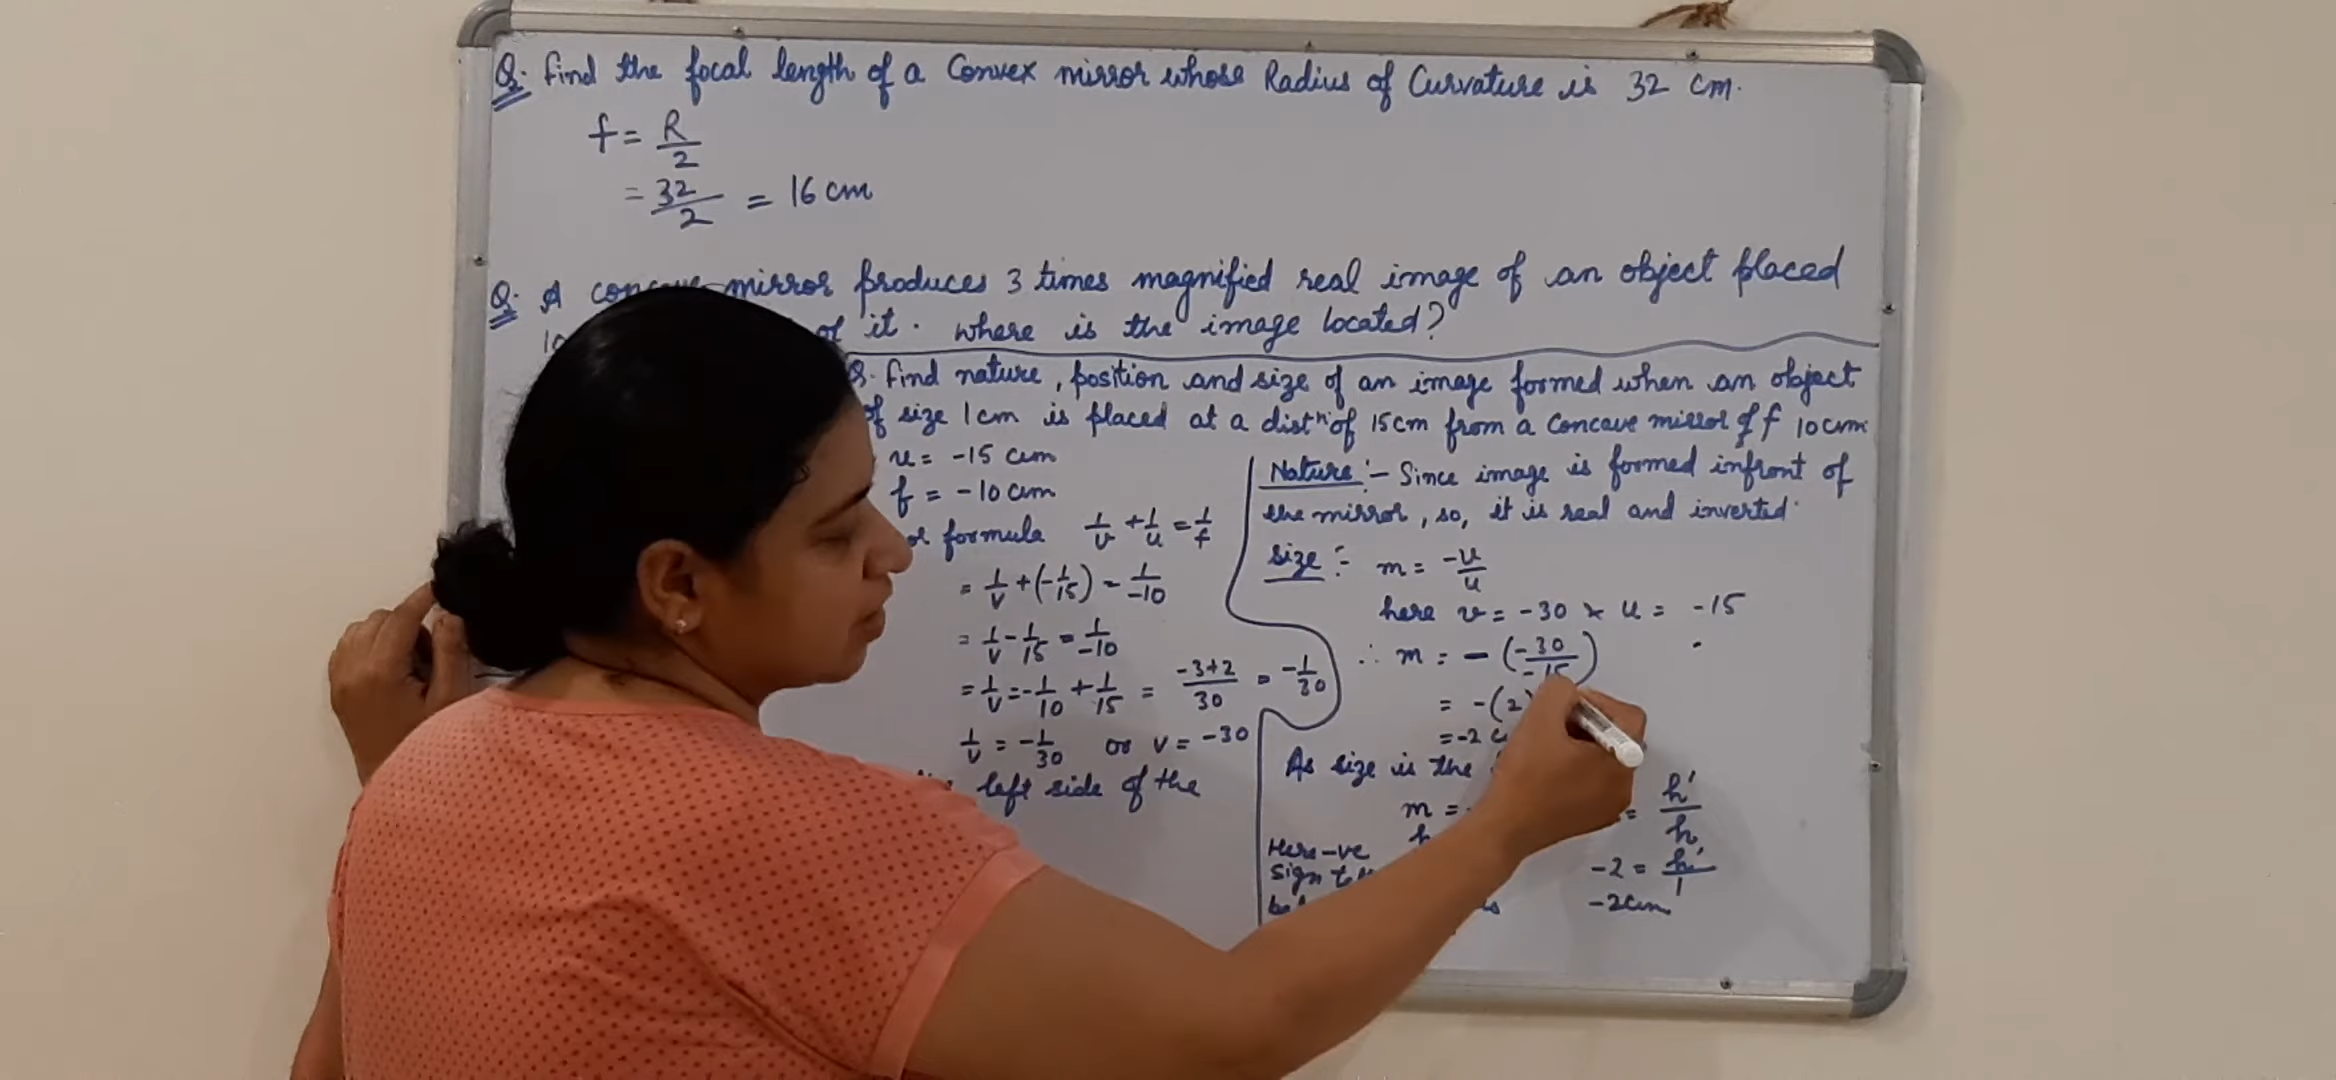 Q. Find the focal length of a Convex mirror whose Radius of Curvature is 32 cm.
f = R/2
= 32/2 = 16 cm
Q. A concave mirror produces 3 times magnified real image of an object placed
10 of it. Where is the image located?
Q. Find nature, position and size of an image formed when an object
of size 1cm is placed at a distⁿ of 15cm from a Concave mirror of f 10cm
u = -15 cm
f = -10 cm
formula 1/v + 1/u = 1/f
= 1/v + (-1/15) = 1/-10
= 1/v - 1/15 = 1/-10
= 1/v = -1/10 + 1/15 = -3+2/30 = -1/30
1/v = -1/30 or v = -30
left side of the
Nature :- Since image is formed infront of
the mirror, so, it is real and inverted.
Size :- m = -v/u
here v = -30 & u = -15
∴ m = - (-30/-15)
= -(2)
= -2
As size is the
m = = h'/h
Here -ve -2 = h'/1
Sign
-2cm